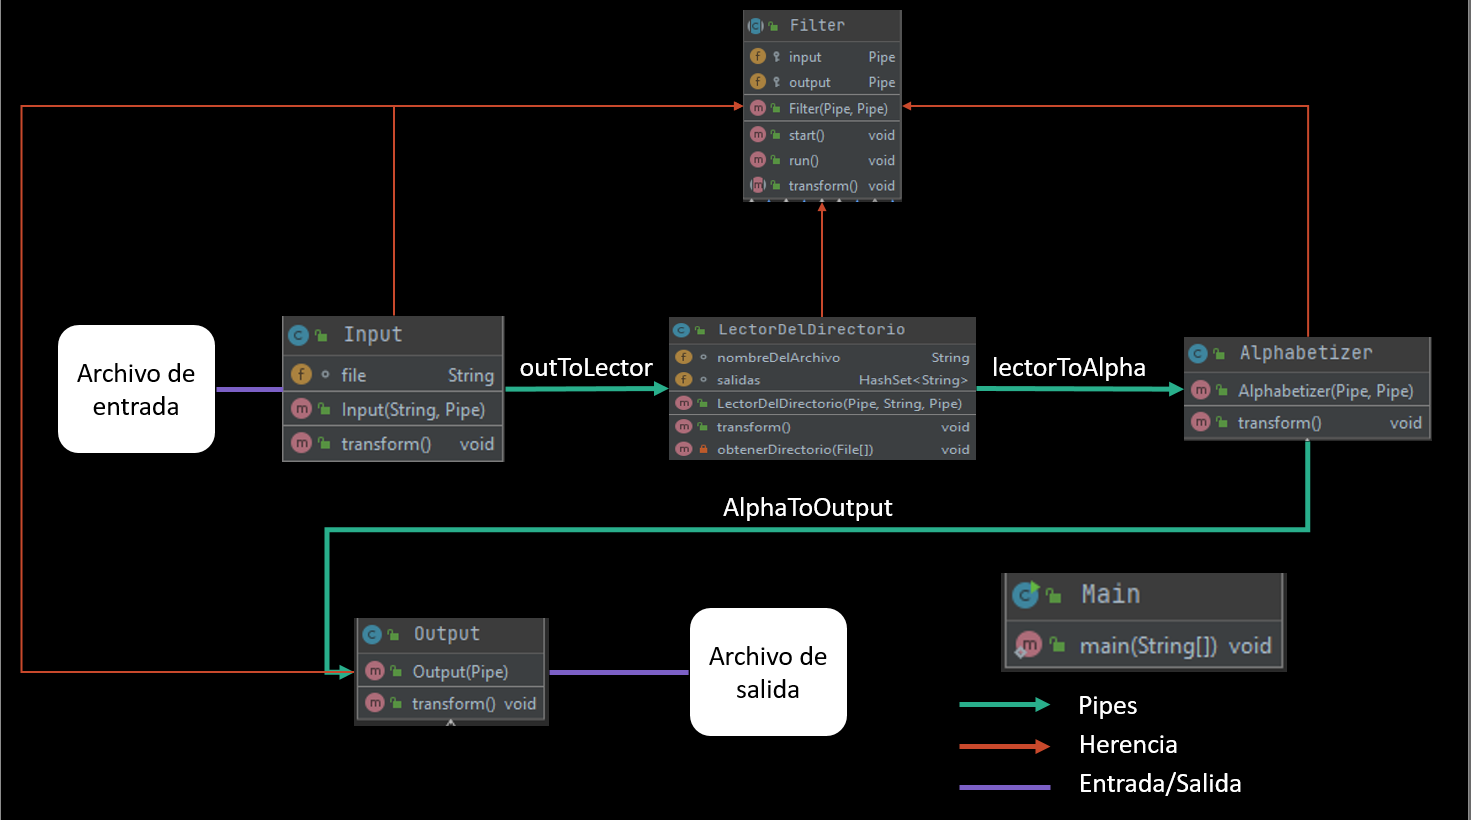 Filter
input Pipe
output Pipe
Filter(Pipe, Pipe)
start() void
run() void
transform() void
Archivo de
entrada
Input
file String
Input(String, Pipe)
transform() void
outToLector
LectorDelDirectorio
nombreDelArchivo String
salidas HashSet<String>
LectorDelDirectorio(Pipe, String, Pipe)
transform() void
obtenerDirectorio(File[]) void
lectorToAlpha
Alphabetizer
Alphabetizer(Pipe, Pipe)
transform() void
AlphaToOutput
Output
Output(Pipe)
transform() void
Archivo de
salida
Main
main(String[]) void
Pipes
Herencia
Entrada/Salida